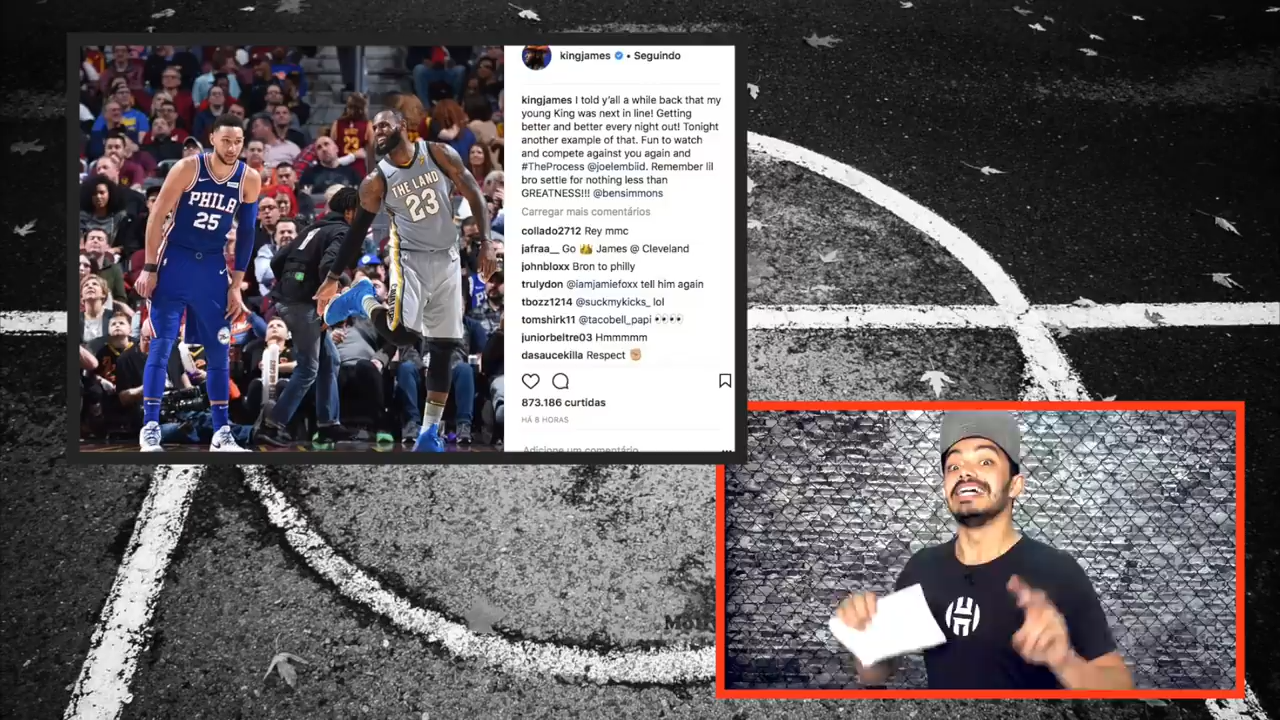 kingjames • Seguindo
kingjames I told y'all a while back that my
young King was next in line! Getting
better and better every night out! Tonight
another example of that. Fun to watch
and compete against you again and
#TheProcess @joelembiid. Remember lil
bro settle for nothing less than
GREATNESS!!! @bensimmons
Carregar mais comentários
collado2712 Rey mmc
jafraa__ Go 👑 James @ Cleveland
johnbloxx Bron to philly
trulydon @iamjamiefoxx tell him again
tbozz1214 @suckmykicks_ lol
tomshirk11 @tacobell_papi 👀👀
juniorbeltre03 Hmmmmm
dasaucekilla Respect ✊🏼
873.186 curtidas
HÁ 8 HORAS
Adicione um comentário
PHILA
25
THE LAND
23
23